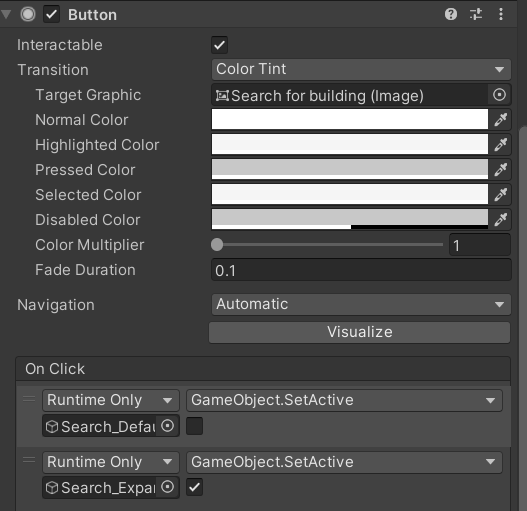 Button
Interactable
Transition Color Tint
Target Graphic Search for building (Image)
Normal Color
Highlighted Color
Pressed Color
Selected Color
Disabled Color
Color Multiplier 1
Fade Duration 0.1
Navigation Automatic
Visualize
On Click
Runtime Only GameObject.SetActive
Search_Defau
Runtime Only GameObject.SetActive
Search_Expar